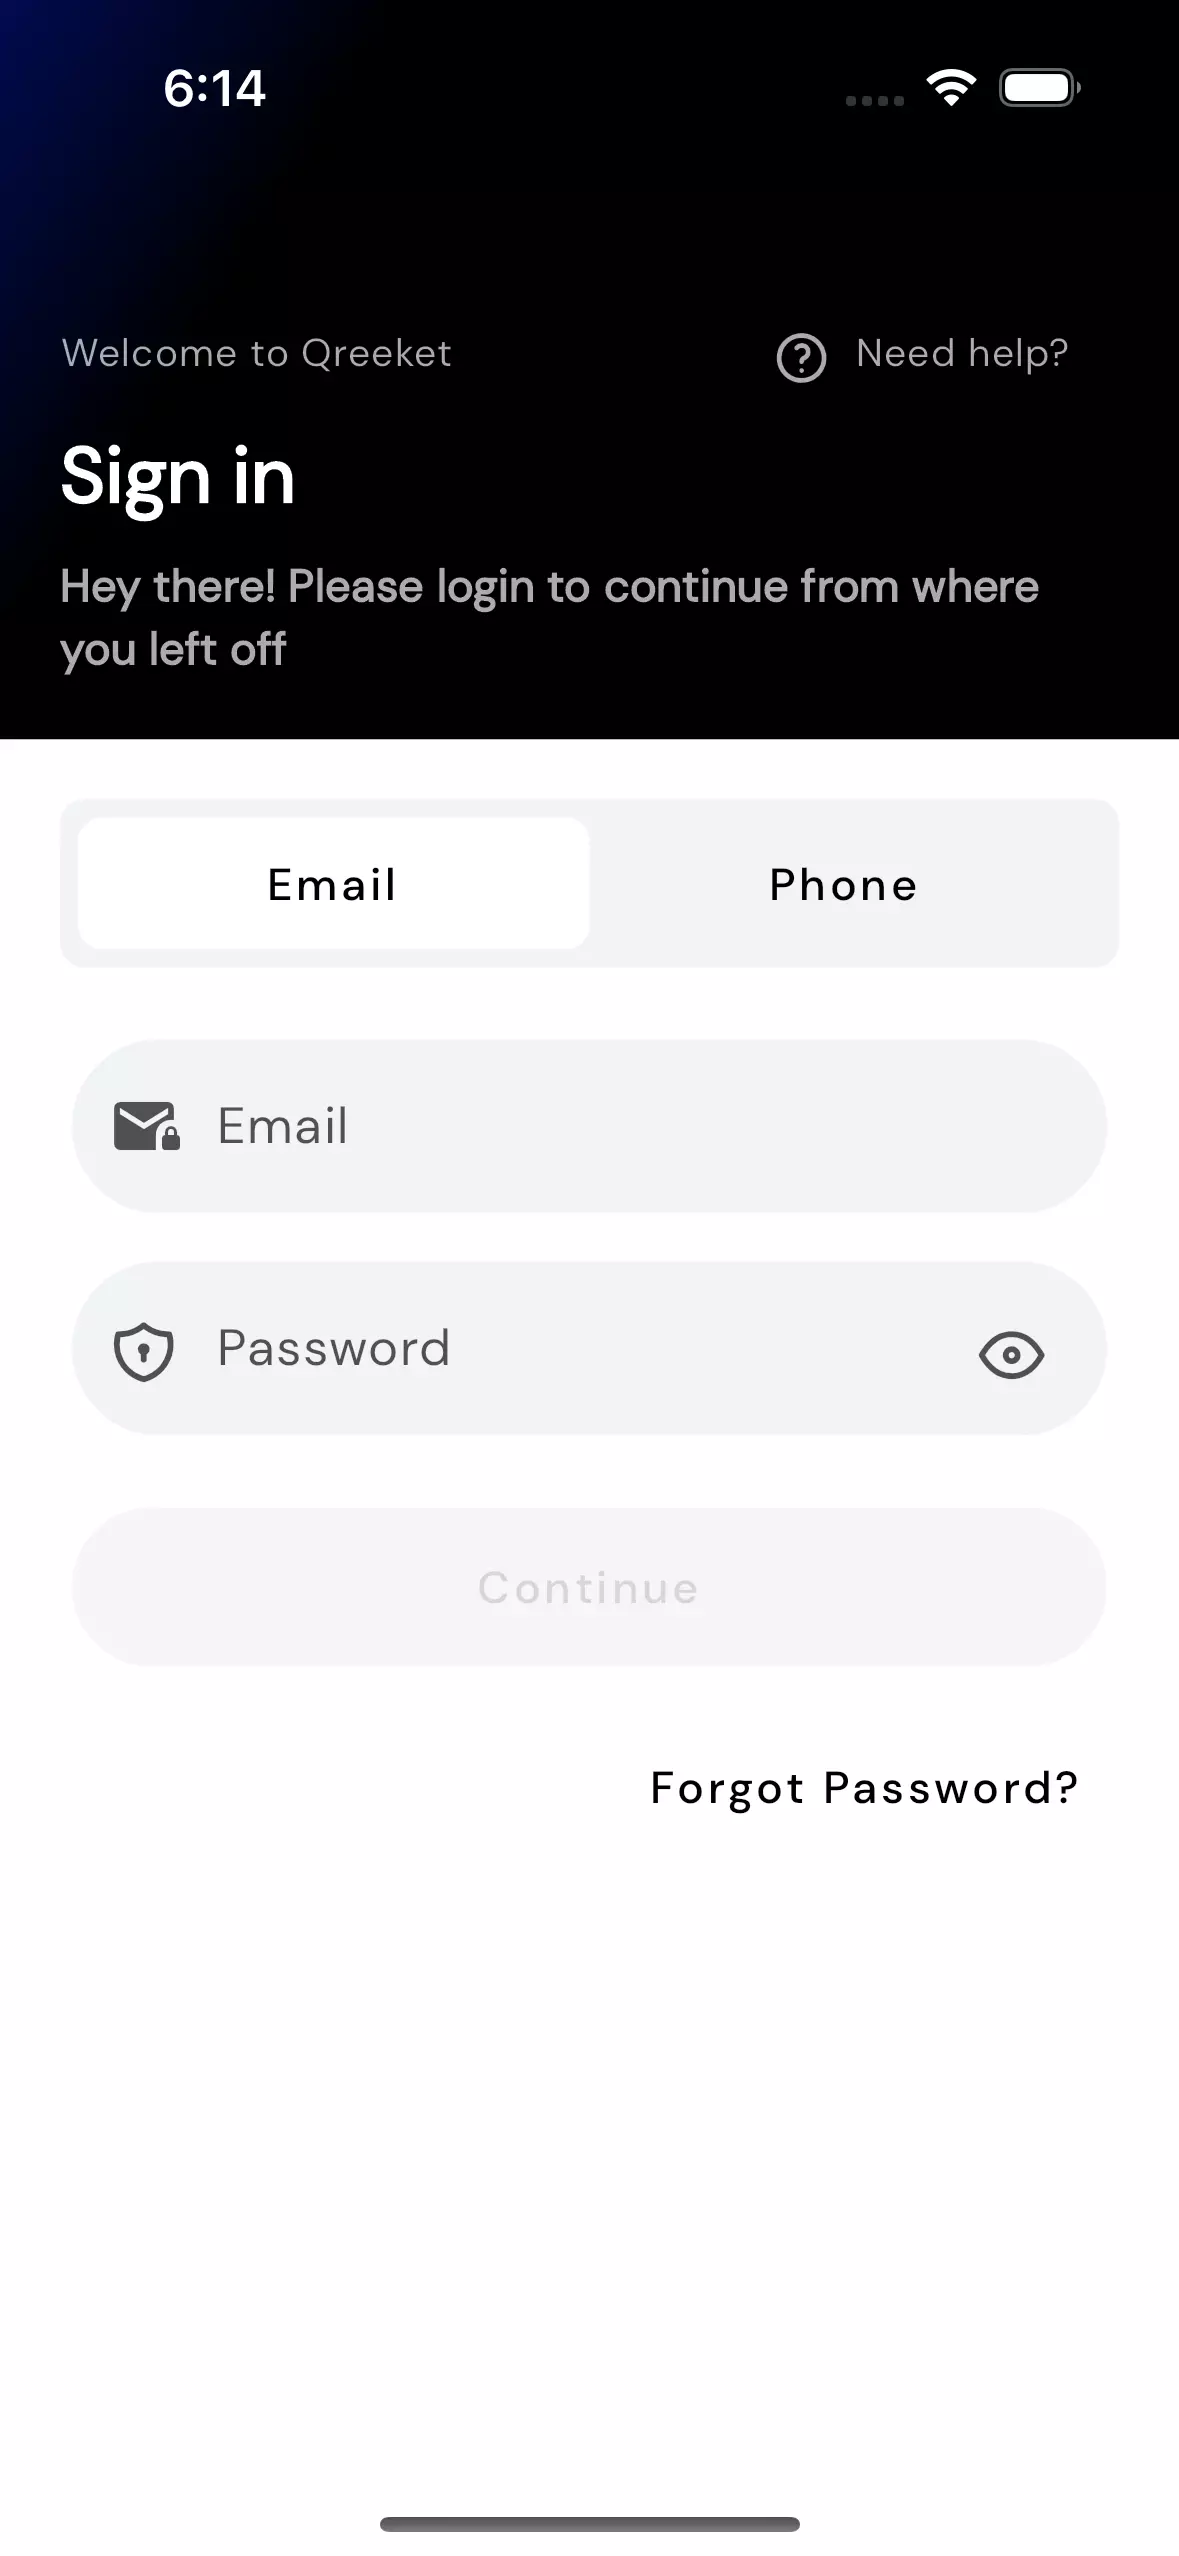 6:14
Welcome to Qreeket
Need help?
Sign in
Hey there! Please login to continue from where
you left off
Email
Phone
Email
Password
Continue
Forgot Password?